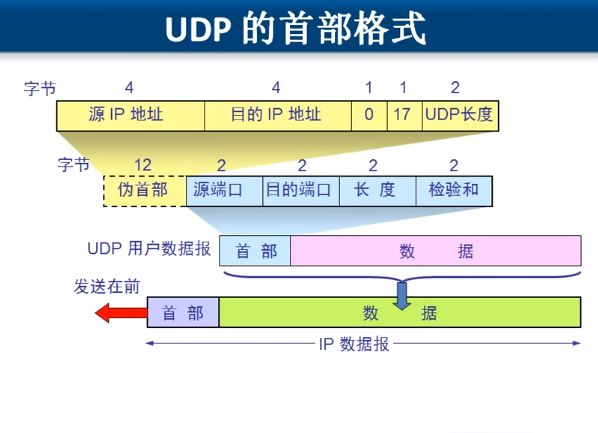 UDP 的首部格式
字节 4 4 1 1 2
源 IP 地址 目的 IP 地址 0 17 UDP长度
字节 12 2 2 2 2
伪首部 源端口 目的端口 长 度 检验和
UDP 用户数据报 首 部 数 据
发送在前
首 部 数 据
IP 数据报